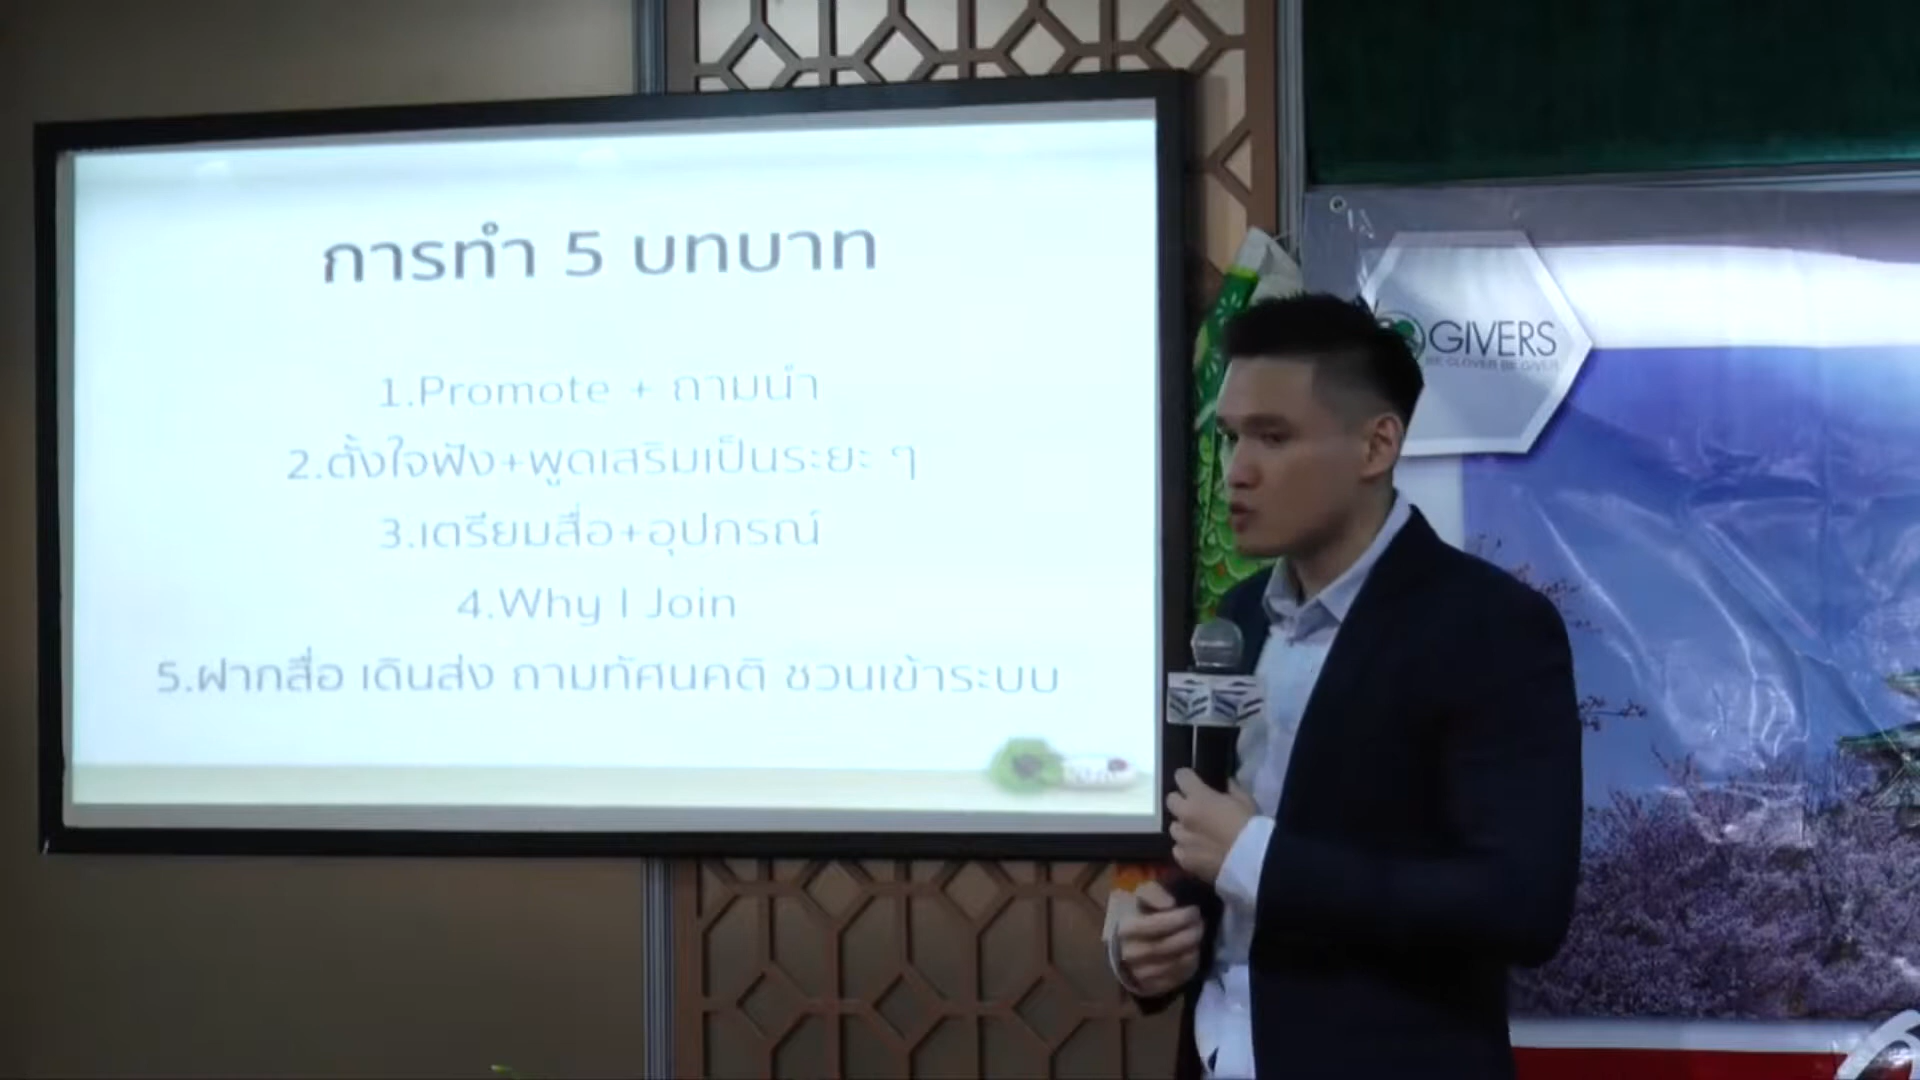 การทำ 5 บทบาท
1.Promote + ถามนำ
2.ตั้งใจฟัง+พูดเสริมเป็นระยะ ๆ
3.เตรียมสื่อ+อุปกรณ์
4.Why I Join
5.ฝากสื่อ เดินส่ง ถามทัศนคติ ชวนเข้าระบบ
GIVERS
BE GLOVER BE GIVER